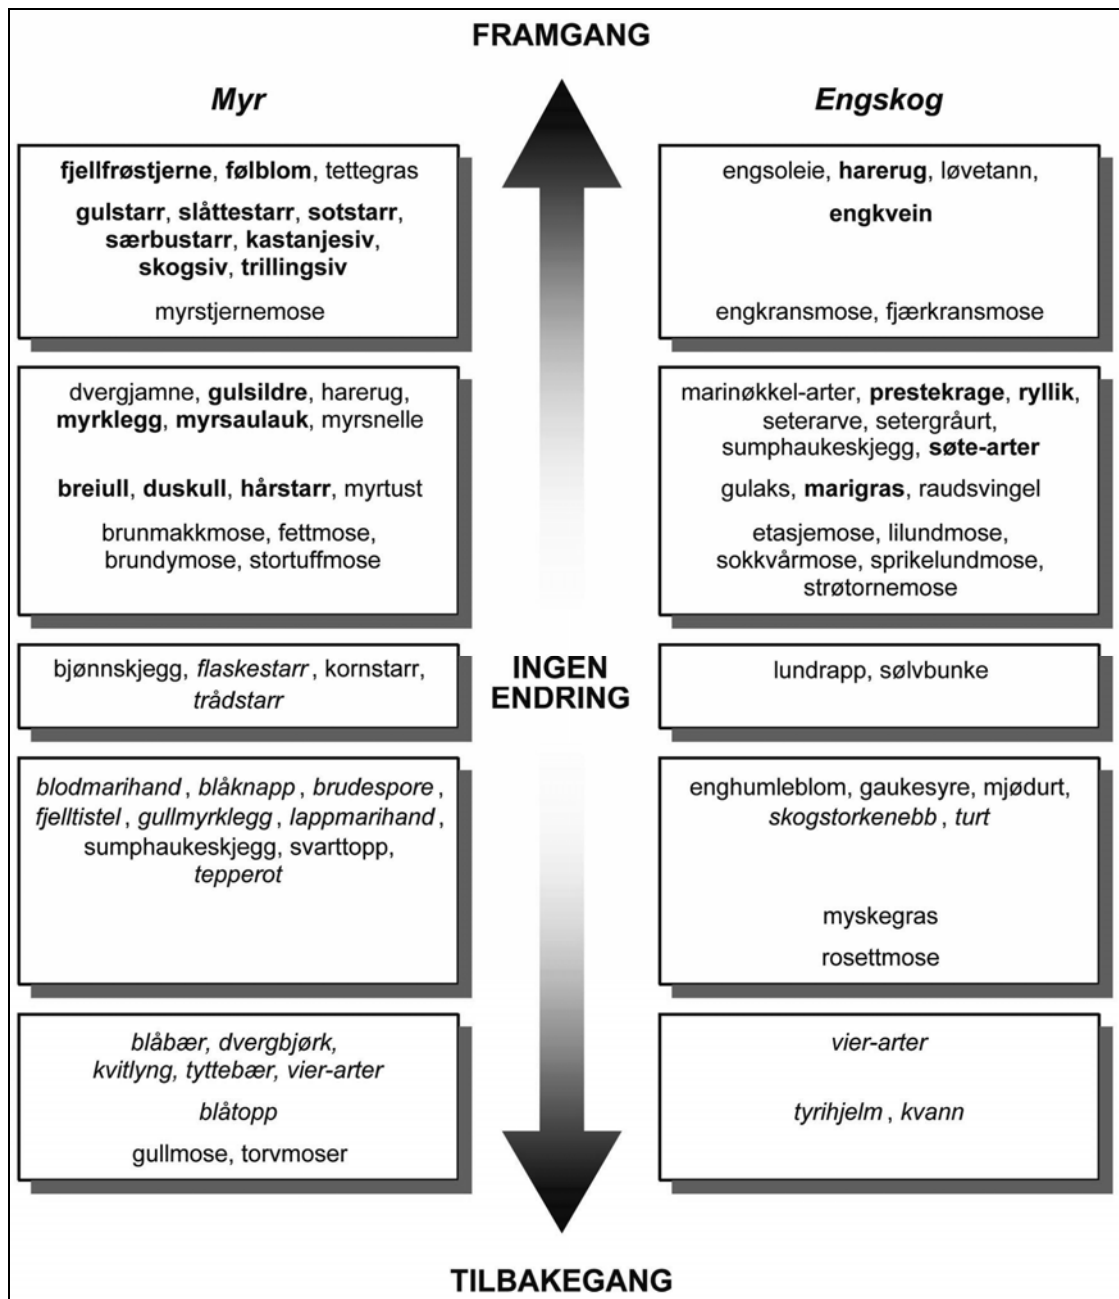 FRAMGANG
Myr
fjellfrøstjerne, følblom, tettegras
gulstarr, slåttestarr, sotstarr,
særbustarr, kastanjesiv,
skogsiv, trillingsiv
myrstjernemose
dvergjamne, gulsildre, harerug,
myrklegg, myrsaulauk, myrsnelle
breiull, duskull, hårstarr, myrtust
brunmakkmose, fettmose,
brundymose, stortuffmose
bjønnskjegg, flaskestarr, kornstarr,
trådstarr
blodmarihand, blåknapp, brudespore,
fjelltistel, gullmyrklegg, lappmarihand,
sumphaukeskjegg, svarttopp,
tepperot
blåbær, dvergbjørk,
kvitlyng, tyttebær, vier-arter
blåtopp
gullmose, torvmoser
INGEN
ENDRING
Engskog
engsoleie, harerug, løvetann,
engkvein
engkransmose, fjærkransmose
marinøkkel-arter, prestekrage, ryllik,
seterarve, setergråurt,
sumphaukeskjegg, søte-arter
gulaks, marigras, raudsvingel
etasjemose, lilundmose,
sokkvårmose, sprikelundmose,
strøtornemose
lundrapp, sølvbunke
enghumleblom, gaukesyre, mjødurt,
skogstorkenebb, turt
myskegras
rosettmose
vier-arter
tyrihjelm, kvann
TILBAKEGANG